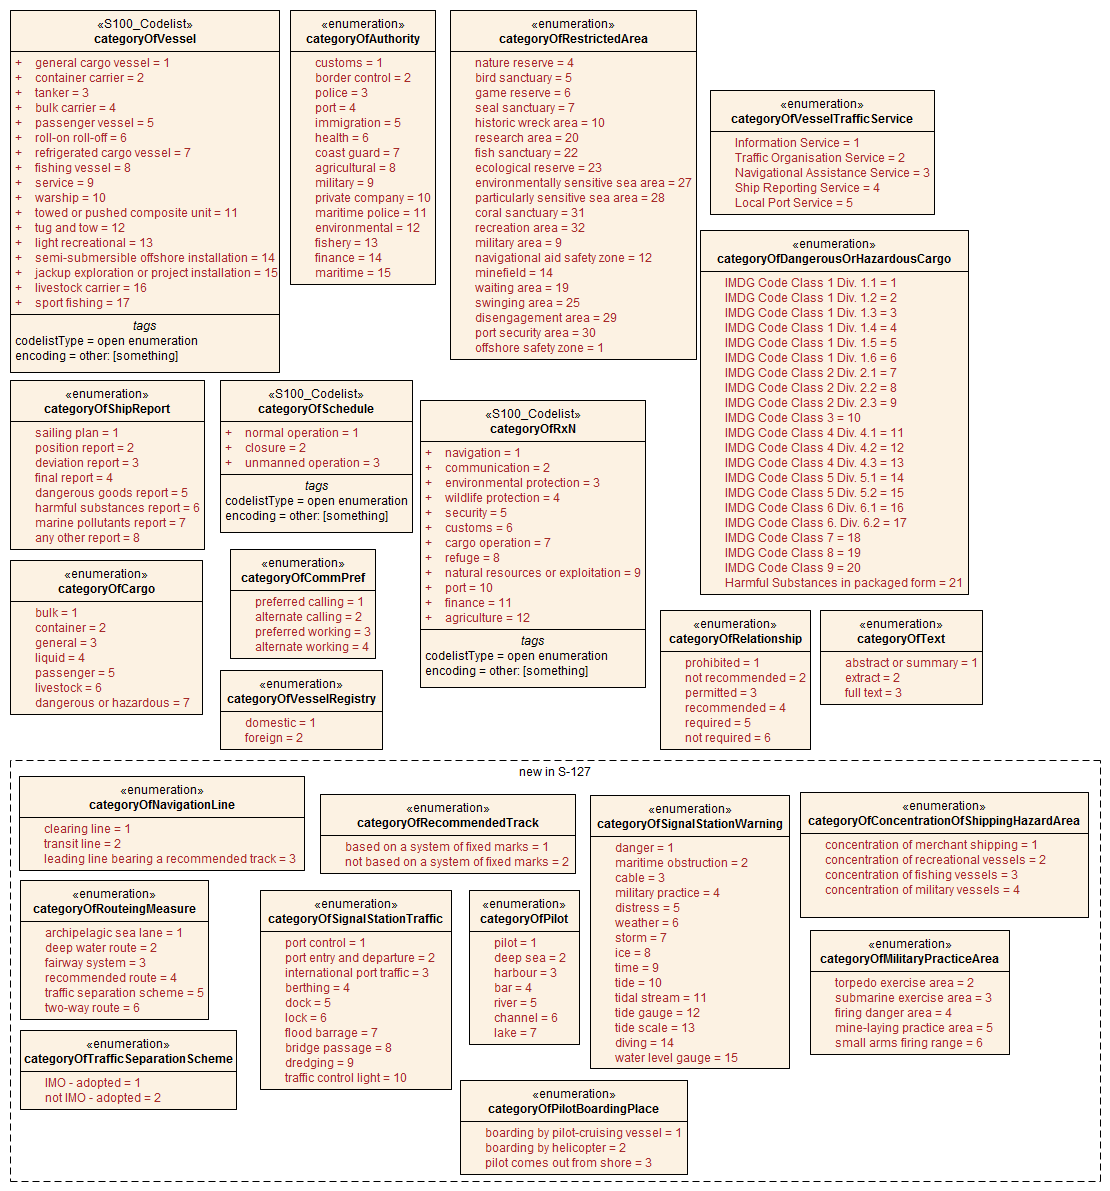 «S100_Codelist»
categoryOfVessel
+ general cargo vessel = 1
+ container carrier = 2
+ tanker = 3
+ bulk carrier = 4
+ passenger vessel = 5
+ roll-on roll-off = 6
+ refrigerated cargo vessel = 7
+ fishing vessel = 8
+ service = 9
+ warship = 10
+ towed or pushed composite unit = 11
+ tug and tow = 12
+ light recreational = 13
+ semi-submersible offshore installation = 14
+ jackup exploration or project installation = 15
+ livestock carrier = 16
+ sport fishing = 17
tags
codelistType = open enumeration
encoding = other: [something]
«enumeration»
categoryOfAuthority
customs = 1
border control = 2
police = 3
port = 4
immigration = 5
health = 6
coast guard = 7
agricultural = 8
military = 9
private company = 10
maritime police = 11
environmental = 12
fishery = 13
finance = 14
maritime = 15
«enumeration»
categoryOfRestrictedArea
nature reserve = 4
bird sanctuary = 5
game reserve = 6
seal sanctuary = 7
historic wreck area = 10
research area = 20
fish sanctuary = 22
ecological reserve = 23
environmentally sensitive sea area = 27
particularly sensitive sea area = 28
coral sanctuary = 31
recreation area = 32
military area = 9
navigational aid safety zone = 12
minefield = 14
waiting area = 19
swinging area = 25
disengagement area = 29
port security area = 30
offshore safety zone = 1
«enumeration»
categoryOfVesselTrafficService
Information Service = 1
Traffic Organisation Service = 2
Navigational Assistance Service = 3
Ship Reporting Service = 4
Local Port Service = 5
«enumeration»
categoryOfDangerousOrHazardousCargo
IMDG Code Class 1 Div. 1.1 = 1
IMDG Code Class 1 Div. 1.2 = 2
IMDG Code Class 1 Div. 1.3 = 3
IMDG Code Class 1 Div. 1.4 = 4
IMDG Code Class 1 Div. 1.5 = 5
IMDG Code Class 1 Div. 1.6 = 6
IMDG Code Class 2 Div. 2.1 = 7
IMDG Code Class 2 Div. 2.2 = 8
IMDG Code Class 2 Div. 2.3 = 9
IMDG Code Class 3 = 10
IMDG Code Class 4 Div. 4.1 = 11
IMDG Code Class 4 Div. 4.2 = 12
IMDG Code Class 4 Div. 4.3 = 13
IMDG Code Class 5 Div. 5.1 = 14
IMDG Code Class 5 Div. 5.2 = 15
IMDG Code Class 6 Div. 6.1 = 16
IMDG Code Class 6. Div. 6.2 = 17
IMDG Code Class 7 = 18
IMDG Code Class 8 = 19
IMDG Code Class 9 = 20
Harmful Substances in packaged form = 21
«enumeration»
categoryOfShipReport
sailing plan = 1
position report = 2
deviation report = 3
final report = 4
dangerous goods report = 5
harmful substances report = 6
marine pollutants report = 7
any other report = 8
«S100_Codelist»
categoryOfSchedule
+ normal operation = 1
+ closure = 2
+ unmanned operation = 3
tags
codelistType = open enumeration
encoding = other: [something]
«S100_Codelist»
categoryOfRxN
+ navigation = 1
+ communication = 2
+ environmental protection = 3
+ wildlife protection = 4
+ security = 5
+ customs = 6
+ cargo operation = 7
+ refuge = 8
+ natural resources or exploitation = 9
+ port = 10
+ finance = 11
+ agriculture = 12
tags
codelistType = open enumeration
encoding = other: [something]
«enumeration»
categoryOfCargo
bulk = 1
container = 2
general = 3
liquid = 4
passenger = 5
livestock = 6
dangerous or hazardous = 7
«enumeration»
categoryOfCommPref
preferred calling = 1
alternate calling = 2
preferred working = 3
alternate working = 4
«enumeration»
categoryOfVesselRegistry
domestic = 1
foreign = 2
«enumeration»
categoryOfRelationship
prohibited = 1
not recommended = 2
permitted = 3
recommended = 4
required = 5
not required = 6
«enumeration»
categoryOfText
abstract or summary = 1
extract = 2
full text = 3
new in S-127
«enumeration»
categoryOfNavigationLine
clearing line = 1
transit line = 2
leading line bearing a recommended track = 3
«enumeration»
categoryOfRecommendedTrack
based on a system of fixed marks = 1
not based on a system of fixed marks = 2
«enumeration»
categoryOfSignalStationWarning
danger = 1
maritime obstruction = 2
cable = 3
military practice = 4
distress = 5
weather = 6
storm = 7
ice = 8
time = 9
tide = 10
tidal stream = 11
tide gauge = 12
tide scale = 13
diving = 14
water level gauge = 15
«enumeration»
categoryOfConcentrationOfShippingHazardArea
concentration of merchant shipping = 1
concentration of recreational vessels = 2
concentration of fishing vessels = 3
concentration of military vessels = 4
«enumeration»
categoryOfRouteingMeasure
archipelagic sea lane = 1
deep water route = 2
fairway system = 3
recommended route = 4
traffic separation scheme = 5
two-way route = 6
«enumeration»
categoryOfSignalStationTraffic
port control = 1
port entry and departure = 2
international port traffic = 3
berthing = 4
dock = 5
lock = 6
flood barrage = 7
bridge passage = 8
dredging = 9
traffic control light = 10
«enumeration»
categoryOfPilot
pilot = 1
deep sea = 2
harbour = 3
bar = 4
river = 5
channel = 6
lake = 7
«enumeration»
categoryOfMilitaryPracticeArea
torpedo exercise area = 2
submarine exercise area = 3
firing danger area = 4
mine-laying practice area = 5
small arms firing range = 6
«enumeration»
categoryOfTrafficSeparationScheme
IMO - adopted = 1
not IMO - adopted = 2
«enumeration»
categoryOfPilotBoardingPlace
boarding by pilot-cruising vessel = 1
boarding by helicopter = 2
pilot comes out from shore = 3